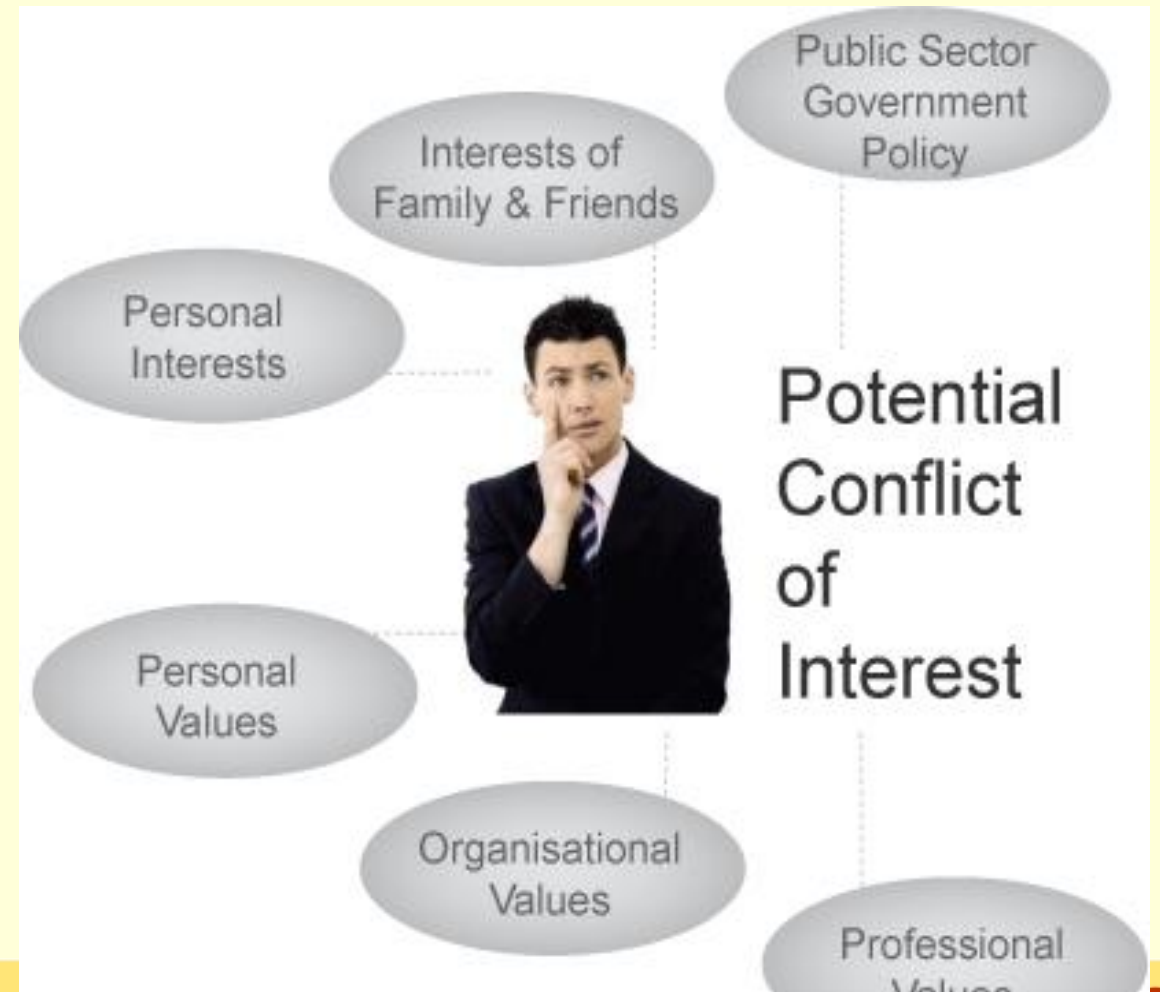 Public Sector
Government
Policy
Interests of
Family & Friends
Personal
Interests
Potential
Conflict
of
Interest
Personal
Values
Organisational
Values
Professional
Values